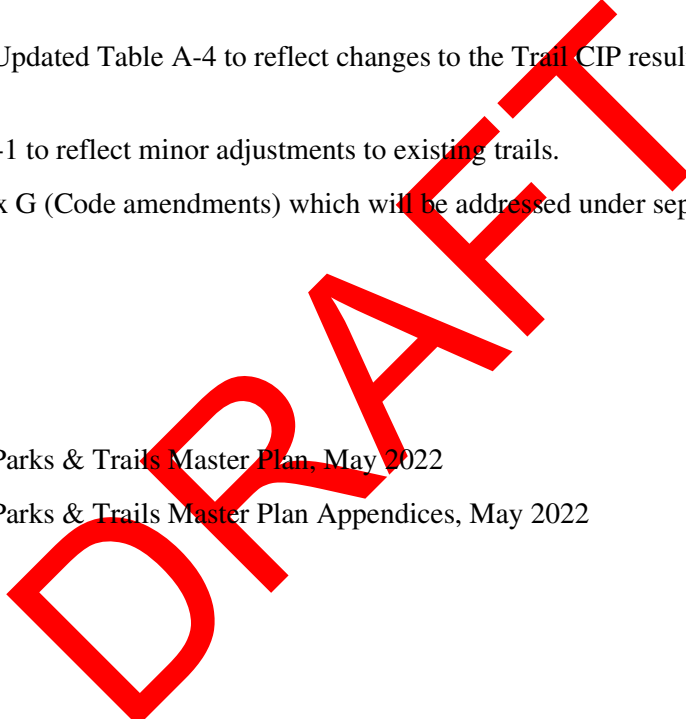 Updated Table A-4 to reflect changes to the Trail CIP resul
-1 to reflect minor adjustments to existing trails.
x G (Code amendments) which will be addressed under sep
Parks & Trails Master Plan, May 2022
Parks & Trails Master Plan Appendices, May 2022
DRAFT